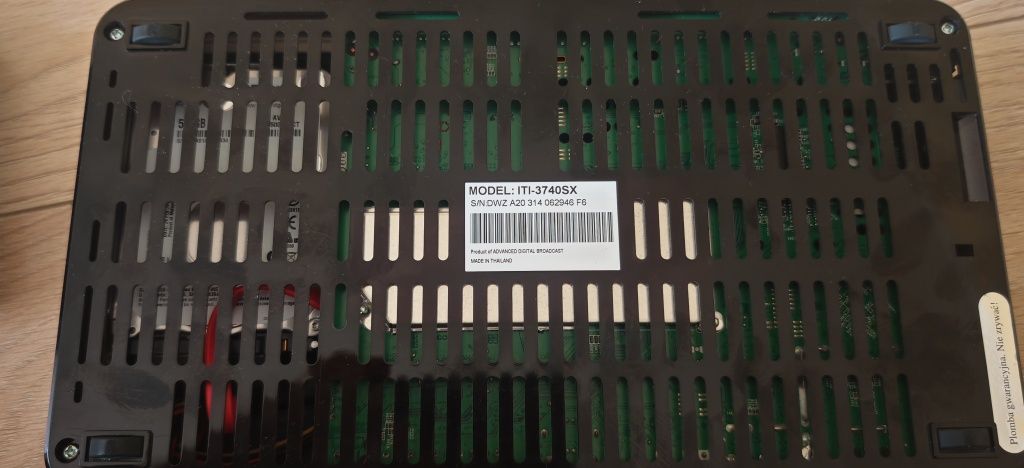 MODEL: ITI-3740SX
S/N:DWZ A20 314 062946 F6
Product of ADVANCED DIGITAL BROADCAST
MADE IN THAILAND
Plomba gwarancyjna. Nie zrywać!